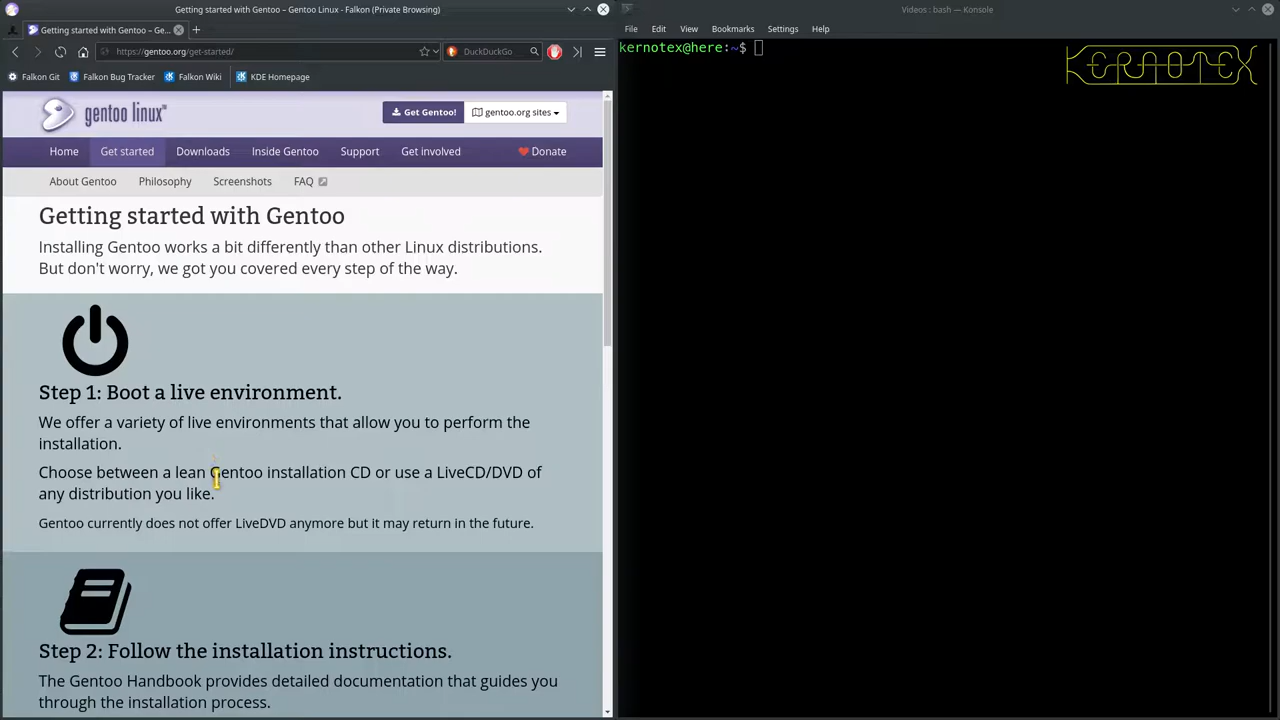 Getting started with Gentoo – Gentoo Linux - Falkon (Private Browsing)
Getting started with Gentoo – Ge...
https://gentoo.org/get-started/
DuckDuckGo
Falkon Git Falkon Bug Tracker Falkon Wiki KDE Homepage
gentoo linux™
Get Gentoo! gentoo.org sites
Home Get started Downloads Inside Gentoo Support Get involved Donate
About Gentoo Philosophy Screenshots FAQ
Getting started with Gentoo
Installing Gentoo works a bit differently than other Linux distributions.
But don't worry, we got you covered every step of the way.
Step 1: Boot a live environment.
We offer a variety of live environments that allow you to perform the
installation.
Choose between a lean Gentoo installation CD or use a LiveCD/DVD of
any distribution you like.
Gentoo currently does not offer LiveDVD anymore but it may return in the future.
Step 2: Follow the installation instructions.
The Gentoo Handbook provides detailed documentation that guides you
through the installation process.
Videos : bash — Konsole
File Edit View Bookmarks Settings Help
kernotex@here:~$
KERNOTEX